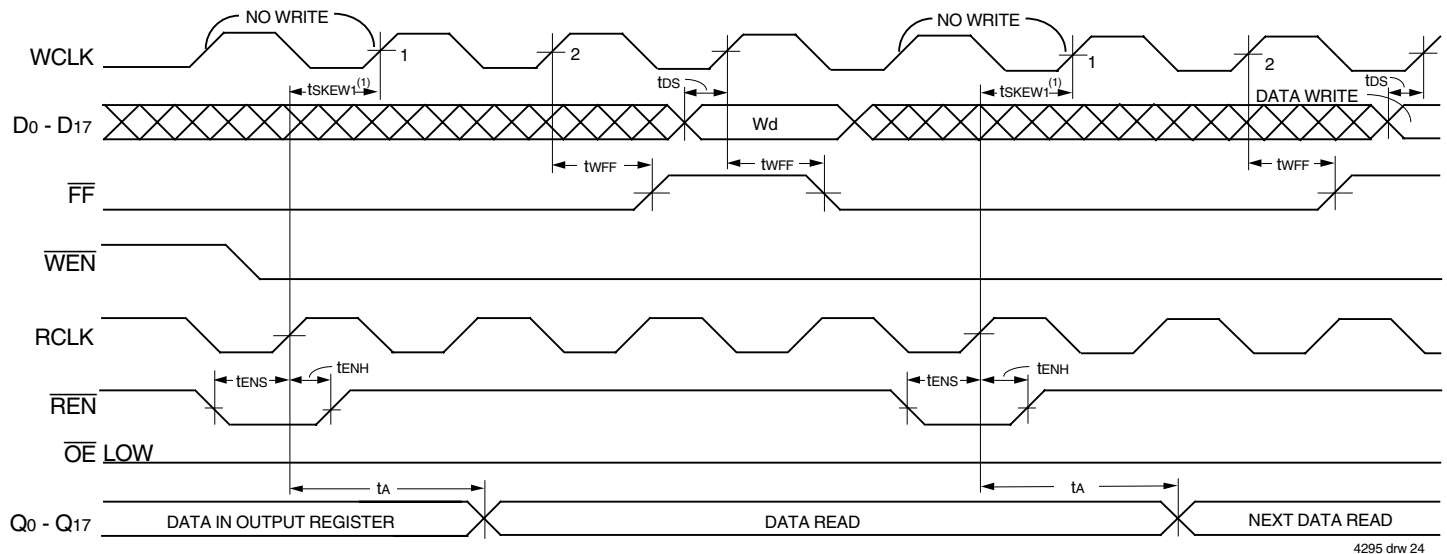 NO WRITE NO WRITE
WCLK 1 2 1 2
tSKEW1(1) tDS tSKEW1(1) tDS
DATA WRITE
D0 - D17 Wd
tWFF tWFF tWFF
FF
WEN
RCLK
tENS tENH tENS tENH
REN
OE LOW
tA tA
Q0 - Q17 DATA IN OUTPUT REGISTER DATA READ NEXT DATA READ
4295 drw 24